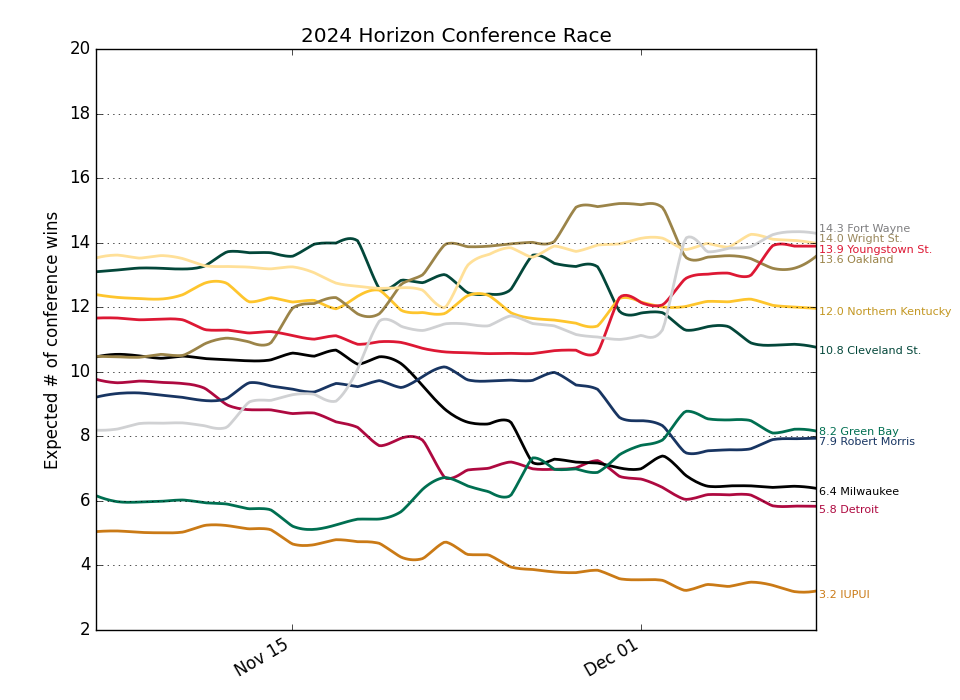 2024 Horizon Conference Race
Expected # of conference wins
20
18
16
14
12
10
8
6
4
2
14.3 Fort Wayne
14.0 Wright St.
13.9 Youngstown St.
13.6 Oakland
12.0 Northern Kentucky
10.8 Cleveland St.
8.2 Green Bay
7.9 Robert Morris
6.4 Milwaukee
5.8 Detroit
3.2 IUPUI
Nov 15
Dec 01